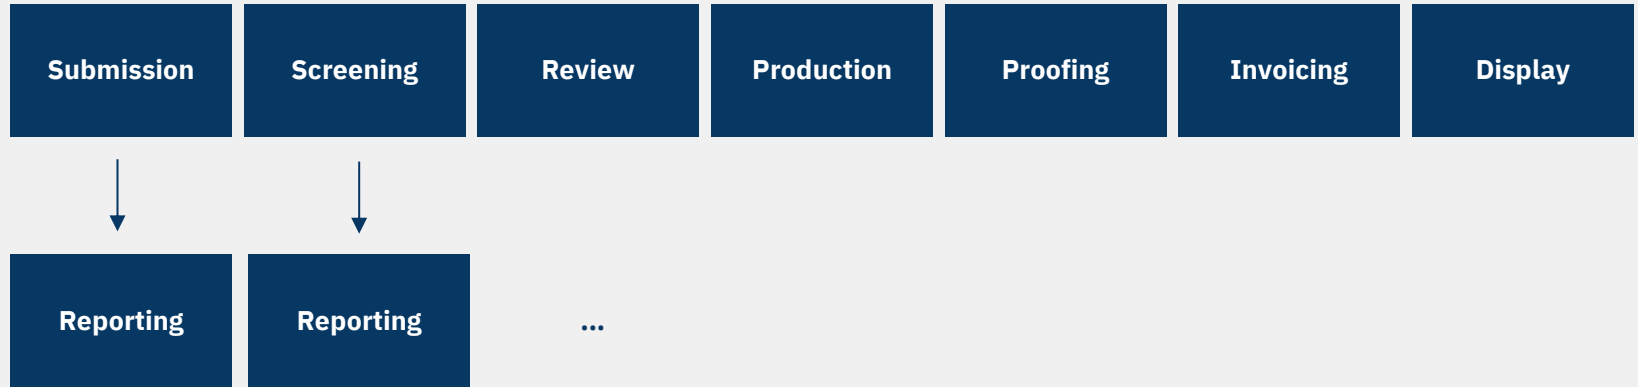 Submission
Screening
Review
Production
Proofing
Invoicing
Display
Reporting
Reporting
...